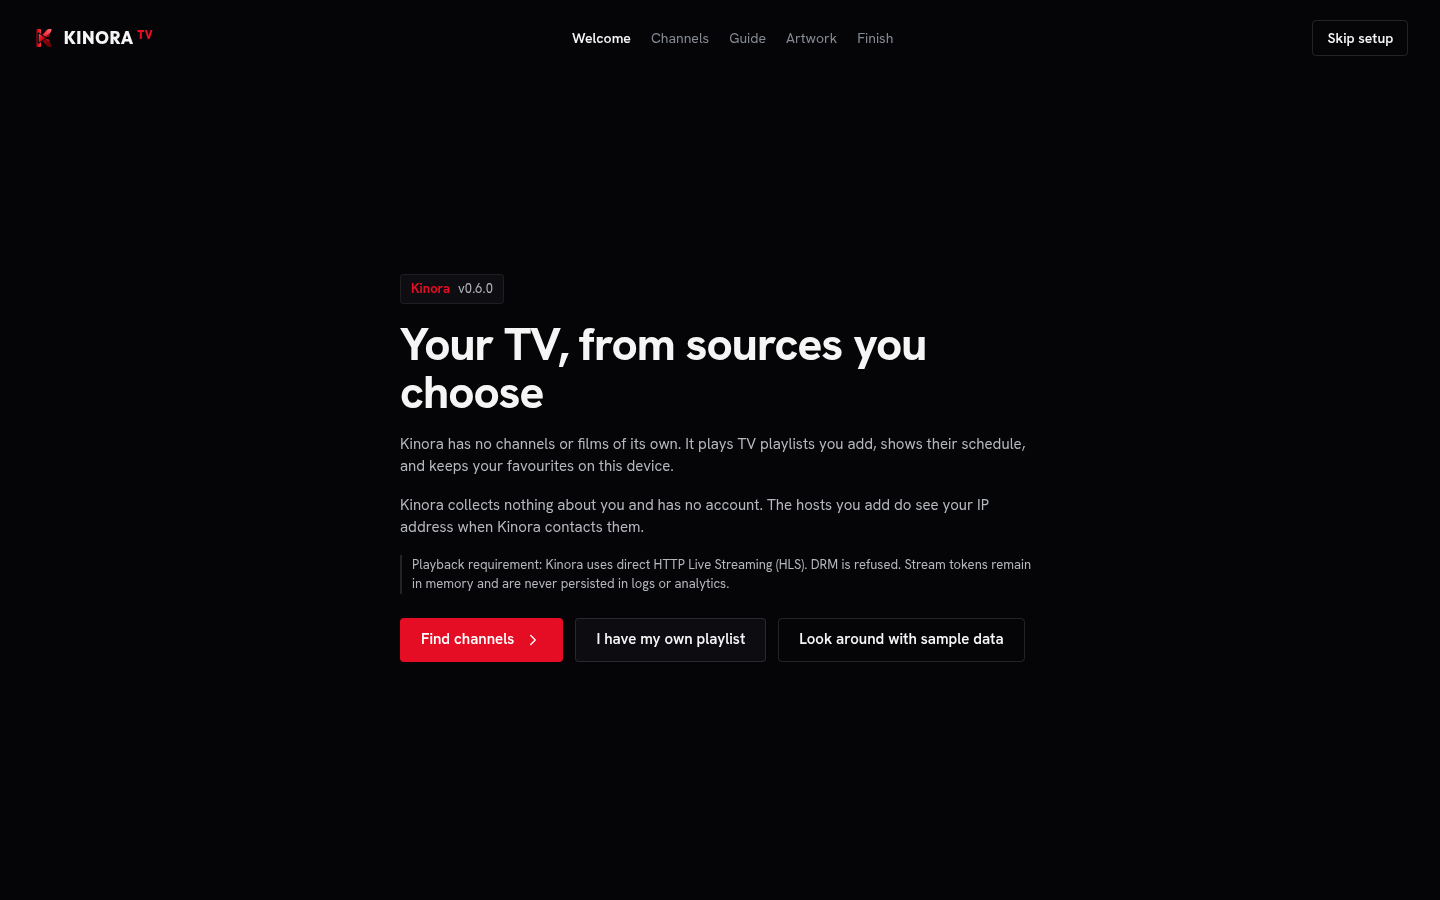 KINORA TV
Welcome Channels Guide Artwork Finish
Skip setup
Kinora v0.6.0
Your TV, from sources you
choose
Kinora has no channels or films of its own. It plays TV playlists you add, shows their schedule,
and keeps your favourites on this device.
Kinora collects nothing about you and has no account. The hosts you add do see your IP
address when Kinora contacts them.
Playback requirement: Kinora uses direct HTTP Live Streaming (HLS). DRM is refused. Stream tokens remain
in memory and are never persisted in logs or analytics.
Find channels
I have my own playlist
Look around with sample data